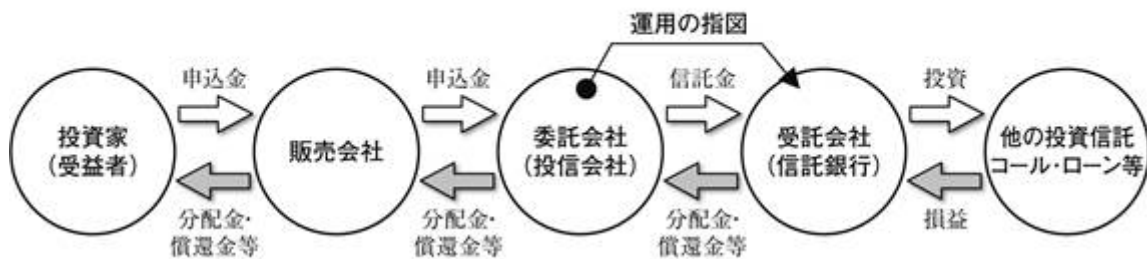 運用の指図
申込金
申込金
信託金
投資
投資家
(受益者)
販売会社
委託会社
(投信会社)
受託会社
(信託銀行)
他の投資信託
コール・ローン等
分配金・
償還金等
分配金・
償還金等
分配金・
償還金等
損益